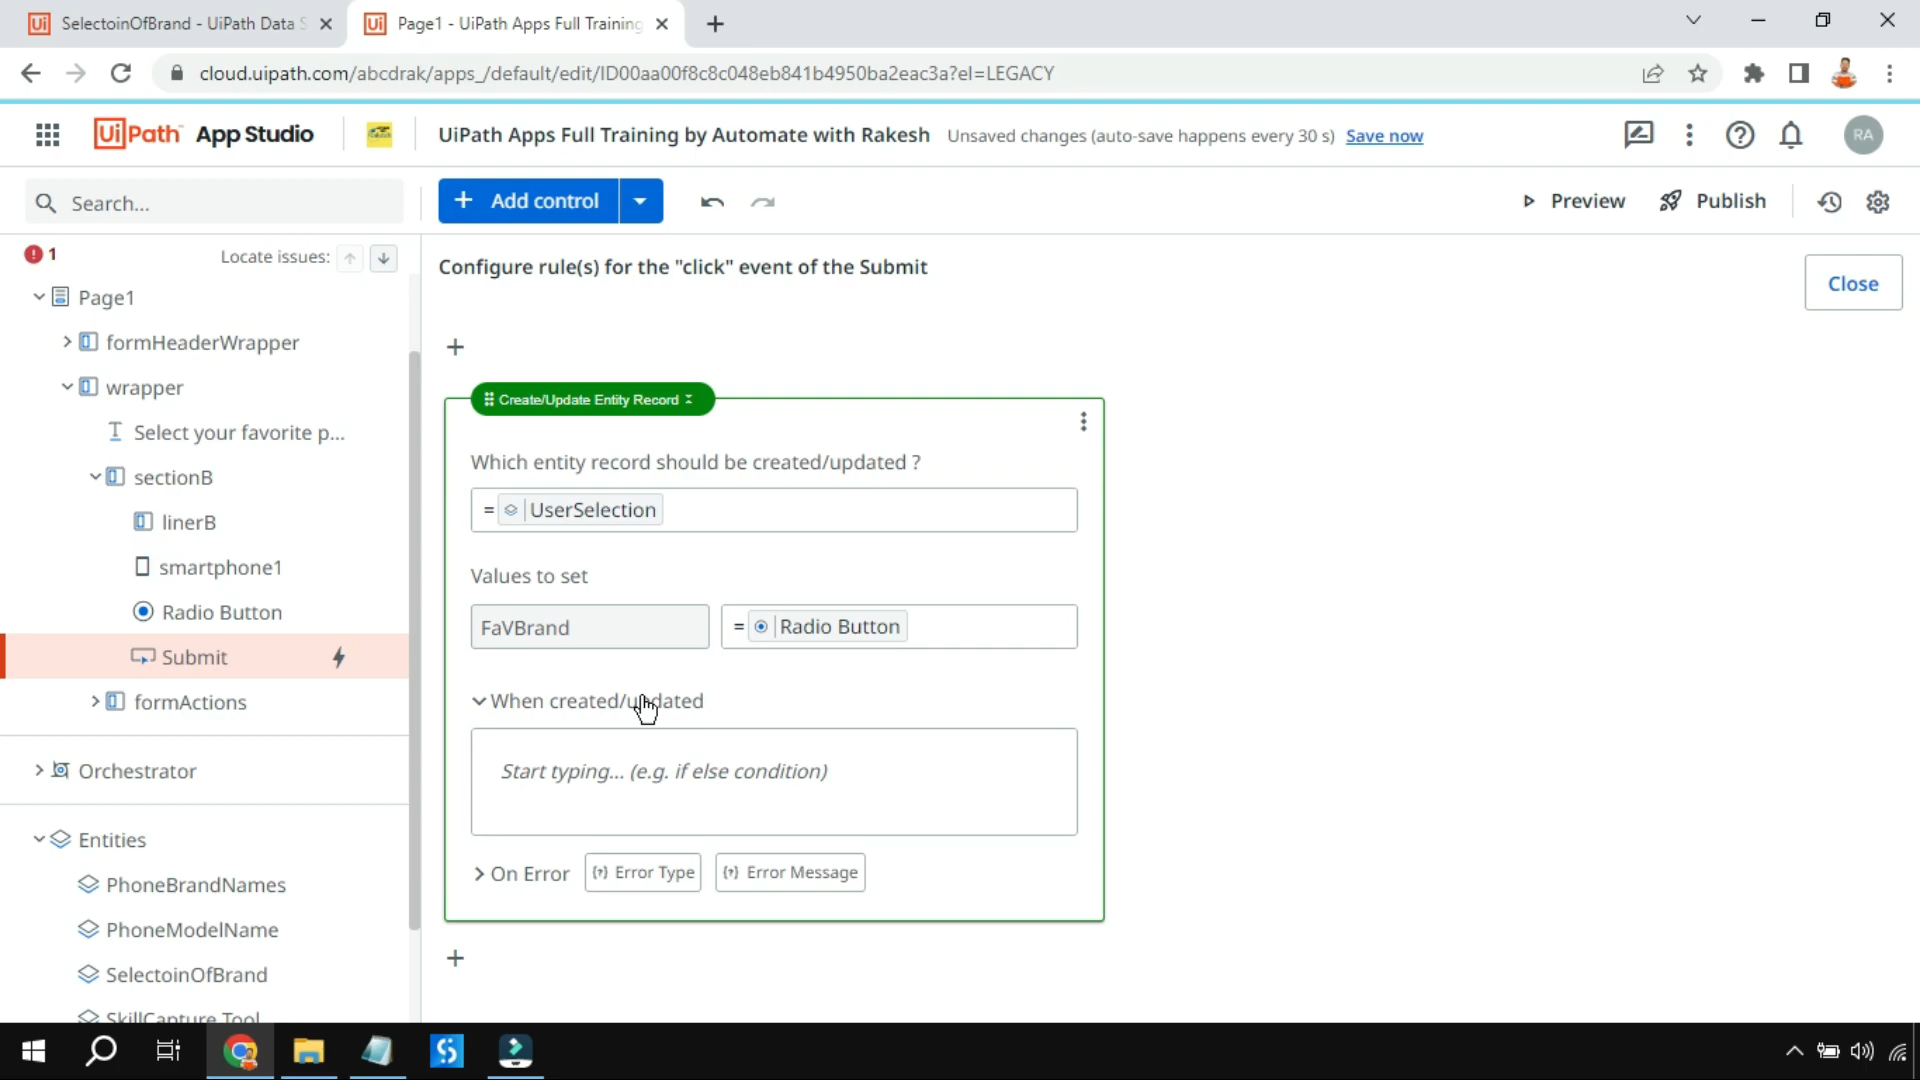 SelectoinOfBrand - UiPath Data S
Page1 - UiPath Apps Full Training
cloud.uipath.com/abcdrak/apps_/default/edit/ID00aa00f8c8c048eb841b4950ba2eac3a?el=LEGACY
UiPath™ App Studio
UiPath Apps Full Training by Automate with Rakesh
Unsaved changes (auto-save happens every 30 s) Save now
RA
Search...
Add control
Preview
Publish
1
Locate issues:
Page1
formHeaderWrapper
wrapper
Select your favorite p...
sectionB
linerB
smartphone1
Radio Button
Submit
formActions
Orchestrator
Entities
PhoneBrandNames
PhoneModelName
SelectoinOfBrand
SkillCapture Tool
Configure rule(s) for the "click" event of the Submit
Close
Create/Update Entity Record
Which entity record should be created/updated ?
= UserSelection
Values to set
FaVBrand
= Radio Button
When created/updated
Start typing... (e.g. if else condition)
On Error
Error Type
Error Message